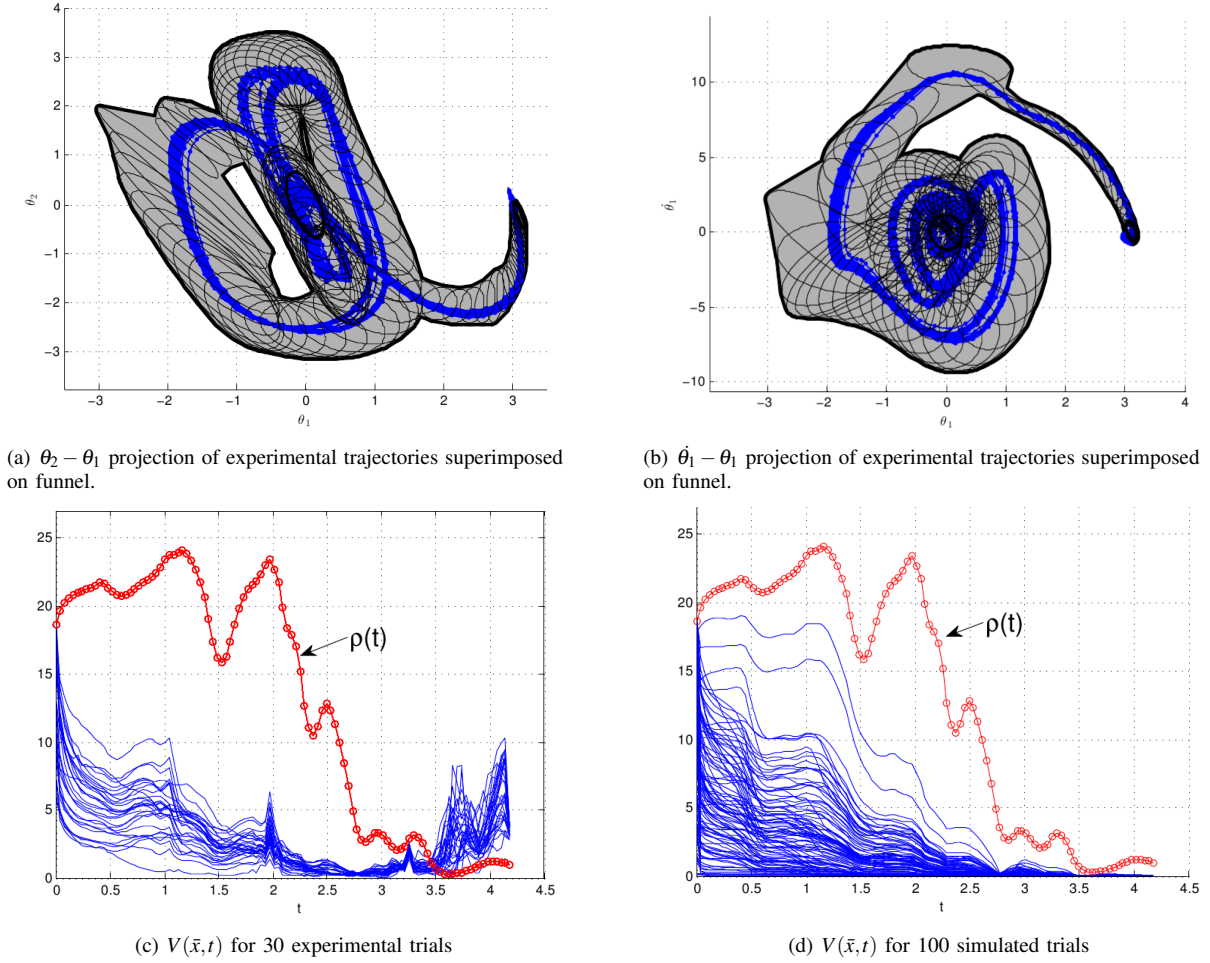 4
3
2
1
0
−1
−2
−3
θ₂
−3 −2 −1 0 1 2 3
θ₁
10
5
0
−5
−10
θ̇₁
−3 −2 −1 0 1 2 3 4
θ₁
(a) θ₂ − θ₁ projection of experimental trajectories superimposed
on funnel.
(b) θ̇₁ − θ₁ projection of experimental trajectories superimposed
on funnel.
25
20
15
10
5
0
ρ(t)
0 0.5 1 1.5 2 2.5 3 3.5 4 4.5
t
25
20
15
10
5
0
ρ(t)
0 0.5 1 1.5 2 2.5 3 3.5 4 4.5
t
(c) V(x̄,t) for 30 experimental trials
(d) V(x̄,t) for 100 simulated trials